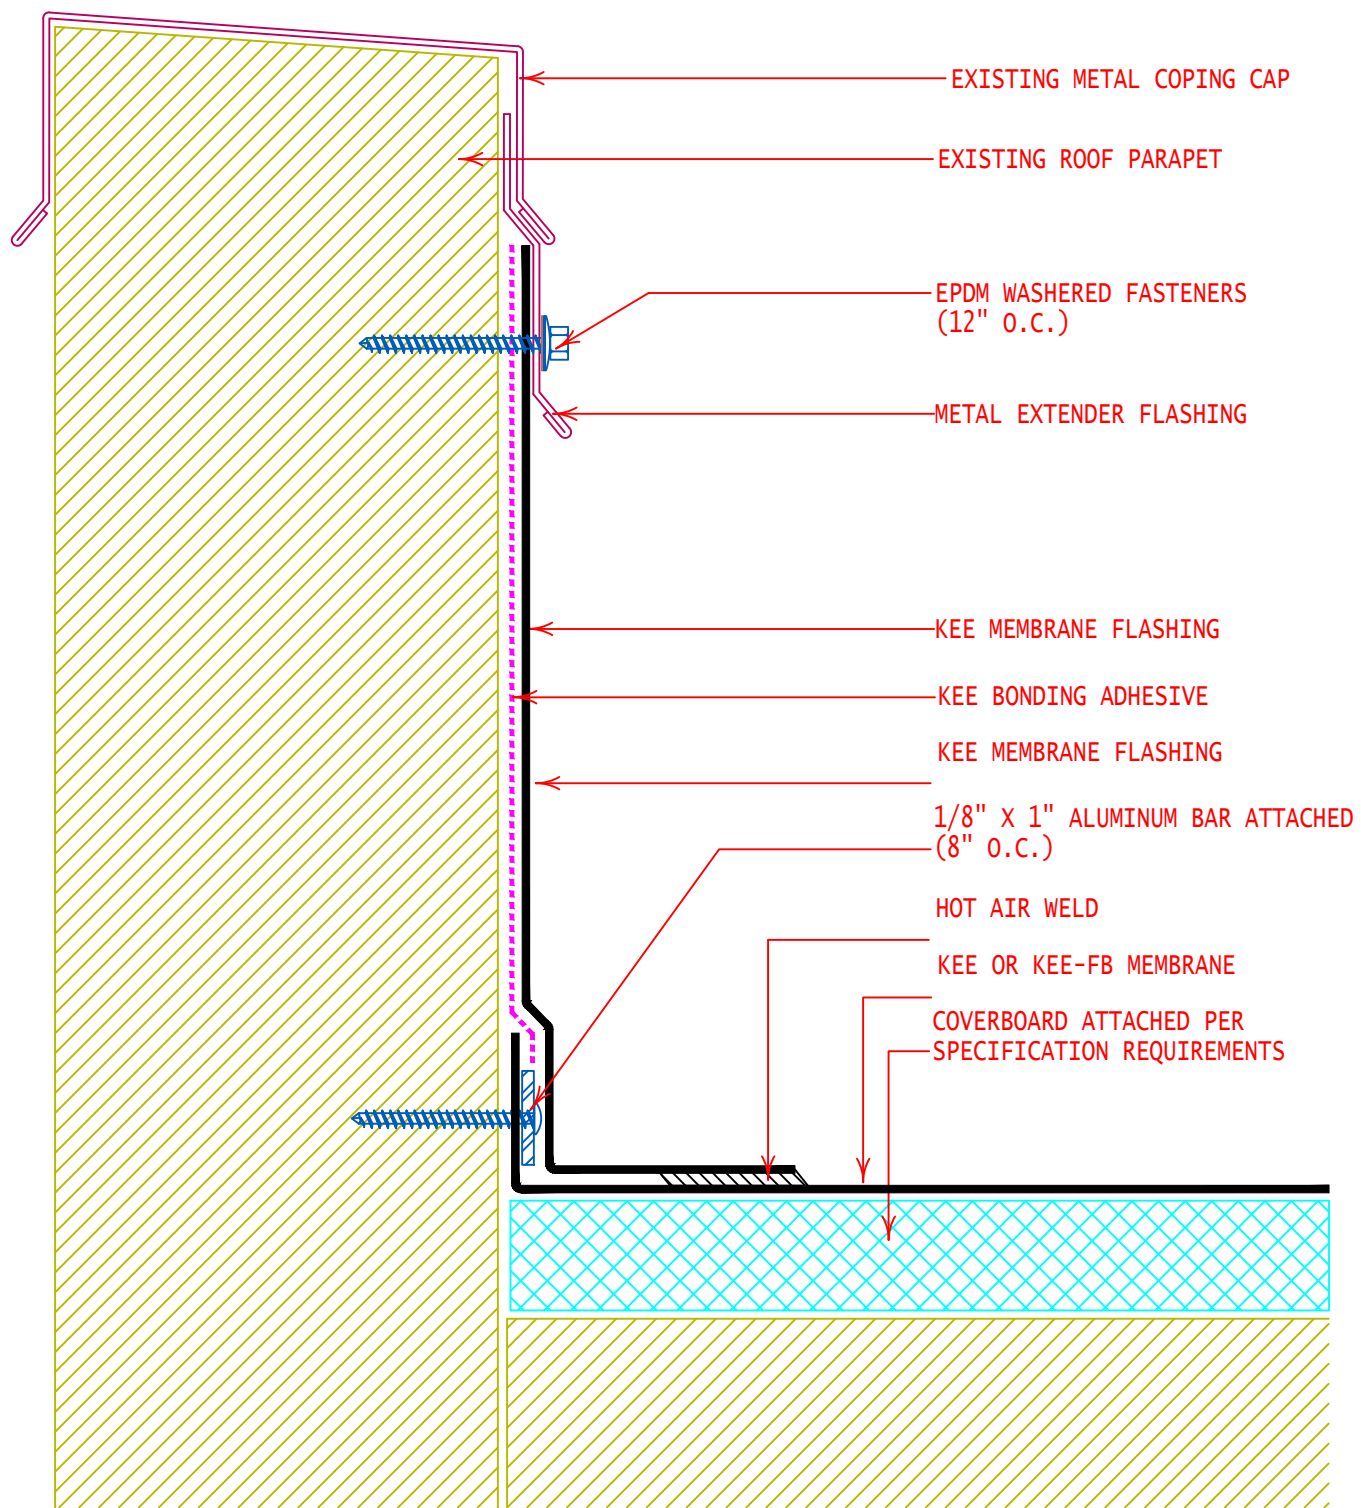 EXISTING METAL COPING CAP
EXISTING ROOF PARAPET
EPDM WASHERED FASTENERS
(12" O.C.)
METAL EXTENDER FLASHING
KEE MEMBRANE FLASHING
KEE BONDING ADHESIVE
KEE MEMBRANE FLASHING
1/8" X 1" ALUMINUM BAR ATTACHED
(8" O.C.)
HOT AIR WELD
KEE OR KEE-FB MEMBRANE
COVERBOARD ATTACHED PER
SPECIFICATION REQUIREMENTS